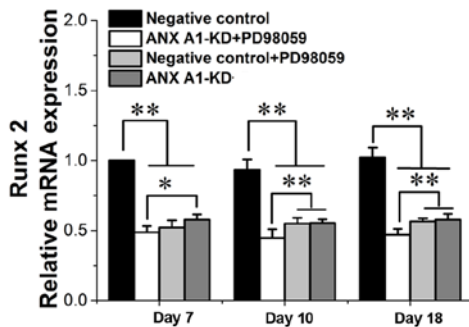 Negative control
ANX A1-KD+PD98059
Negative control+PD98059
ANX A1-KD
Runx 2
Relative mRNA expression
2.0
1.5
1.0
0.5
0.0
**
*
**
**
**
**
Day 7
Day 10
Day 18